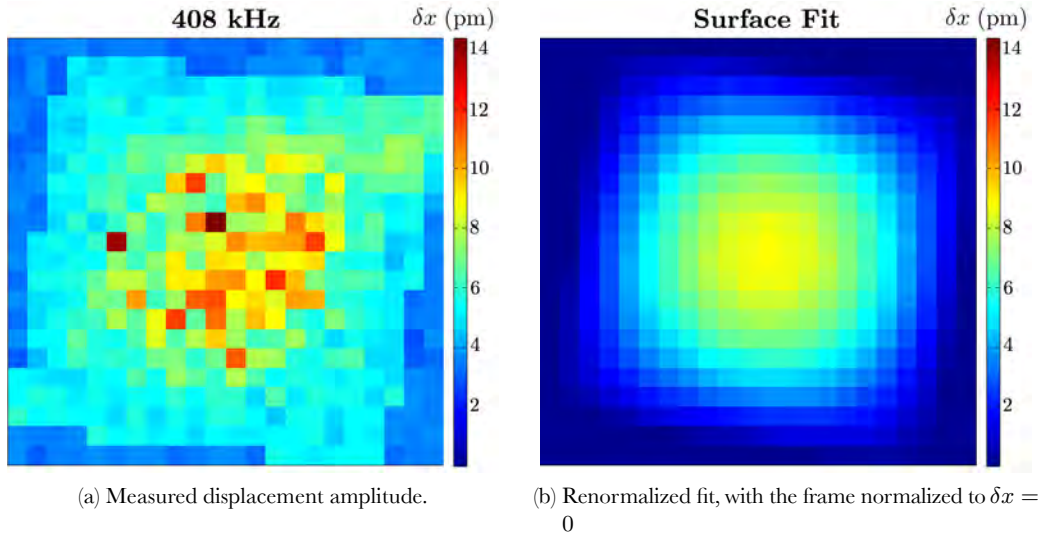 408 kHz
δx (pm)
14
12
10
8
6
4
2
Surface Fit
δx (pm)
14
12
10
8
6
4
2
(a) Measured displacement amplitude.
(b) Renormalized fit, with the frame normalized to δx =
0